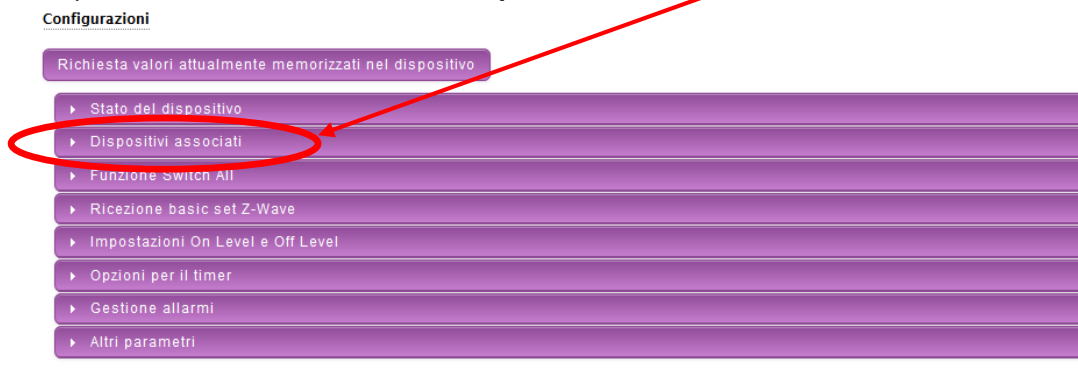 Configurazioni
Richiesta valori attualmente memorizzati nel dispositivo
Stato del dispositivo
Dispositivi associati
Funzione Switch All
Ricezione basic set Z-Wave
Impostazioni On Level e Off Level
Opzioni per il timer
Gestione allarmi
Altri parametri